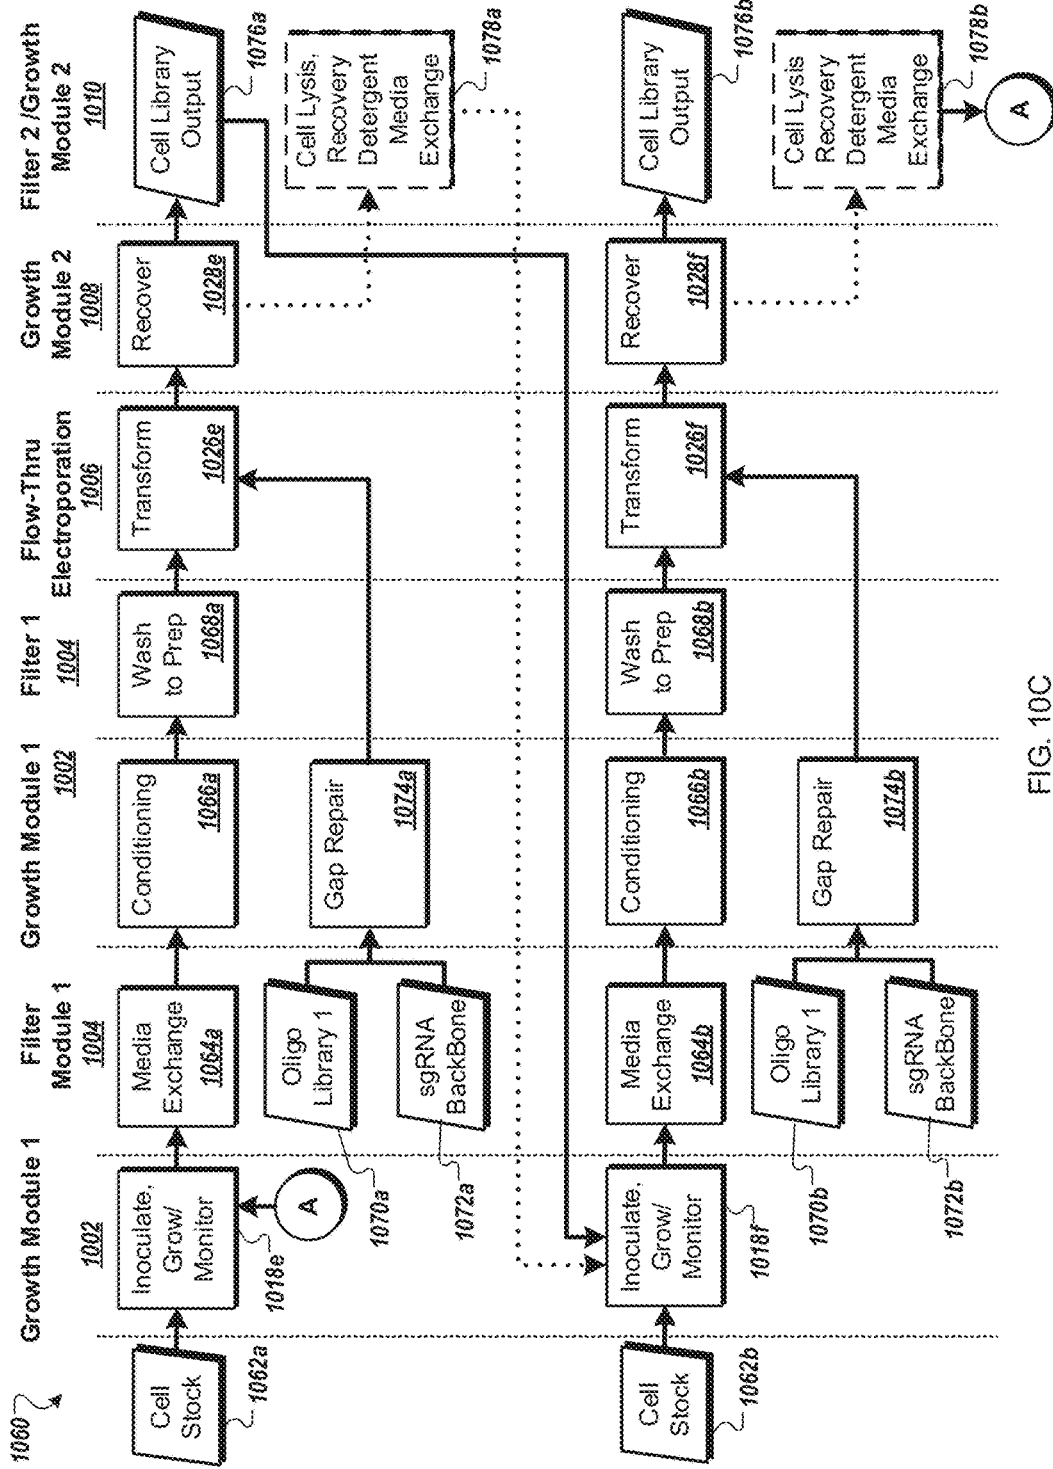 1060
Growth Module 1
1002
Filter
Module 1
1004
Growth Module 1
1002
Filter 1
1004
Flow-Thru
Electroporation
1006
Growth
Module 2
1008
Filter 2 /Growth
Module 2
1010
Cell
Stock
1062a
Inoculate,
Grow/
Monitor
1018e
A
Media
Exchange
1064a
Conditioning
1066a
Wash
to Prep
1068a
Transform
1026e
Recover
1028e
Cell Library
Output
1076a
Oligo
Library 1
1070a
sgRNA
BackBone
1072a
Gap Repair
1074a
Cell Lysis,
Recovery
Detergent
Media
Exchange
1078a
Cell
Stock
1062b
Inoculate,
Grow/
Monitor
1018f
Media
Exchange
1064b
Conditioning
1066b
Wash
to Prep
1068b
Transform
1026f
Recover
1028f
Cell Library
Output
1076b
Oligo
Library 1
1070b
sgRNA
BackBone
1072b
Gap Repair
1074b
Cell Lysis
Recovery
Detergent
Media
Exchange
1078b
A
FIG. 10C